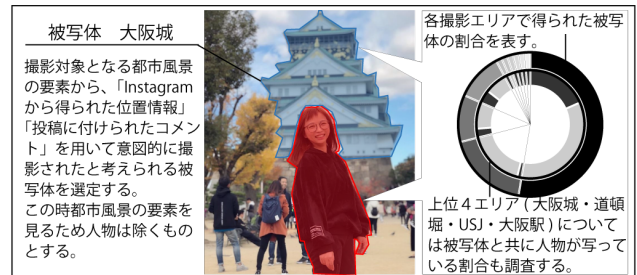 被写体　大阪城
撮影対象となる都市風景
の要素から、「Instagram
から得られた位置情報」
「投稿に付けられたコメン
ト」を用いて意図的に撮
影されたと考えられる被
写体を選定する。
この時都市風景の要素を
見るため人物は除くもの
とする。
各撮影エリアで得られた被写
体の割合を表す。
上位４エリア ( 大阪城・道頓
堀・USJ・大阪駅 ) について
は被写体と共に人物が写って
いる割合も調査する。